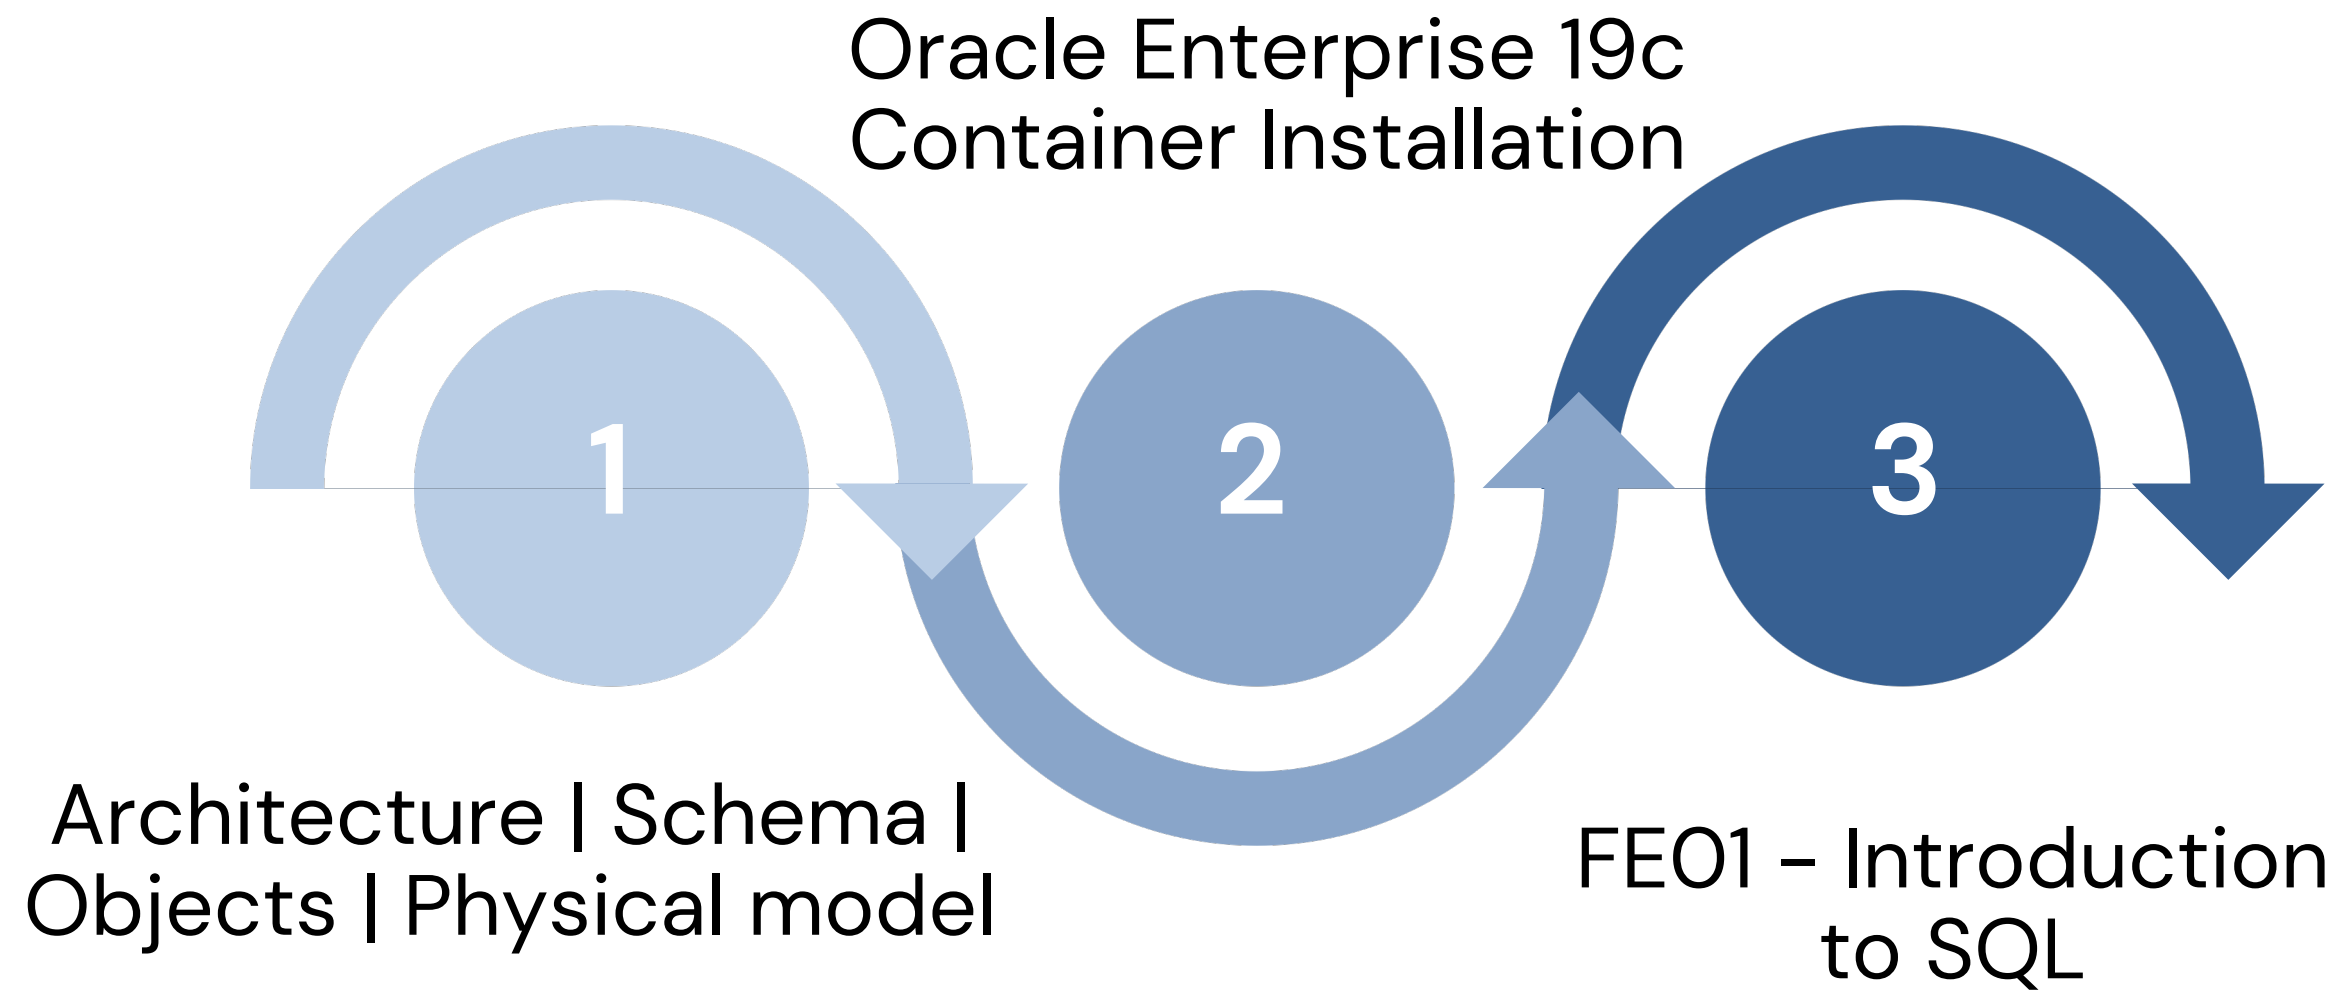 Oracle Enterprise 19c
Container Installation
1
2
3
Architecture | Schema |
Objects | Physical model
FE01 - Introduction
to SQL